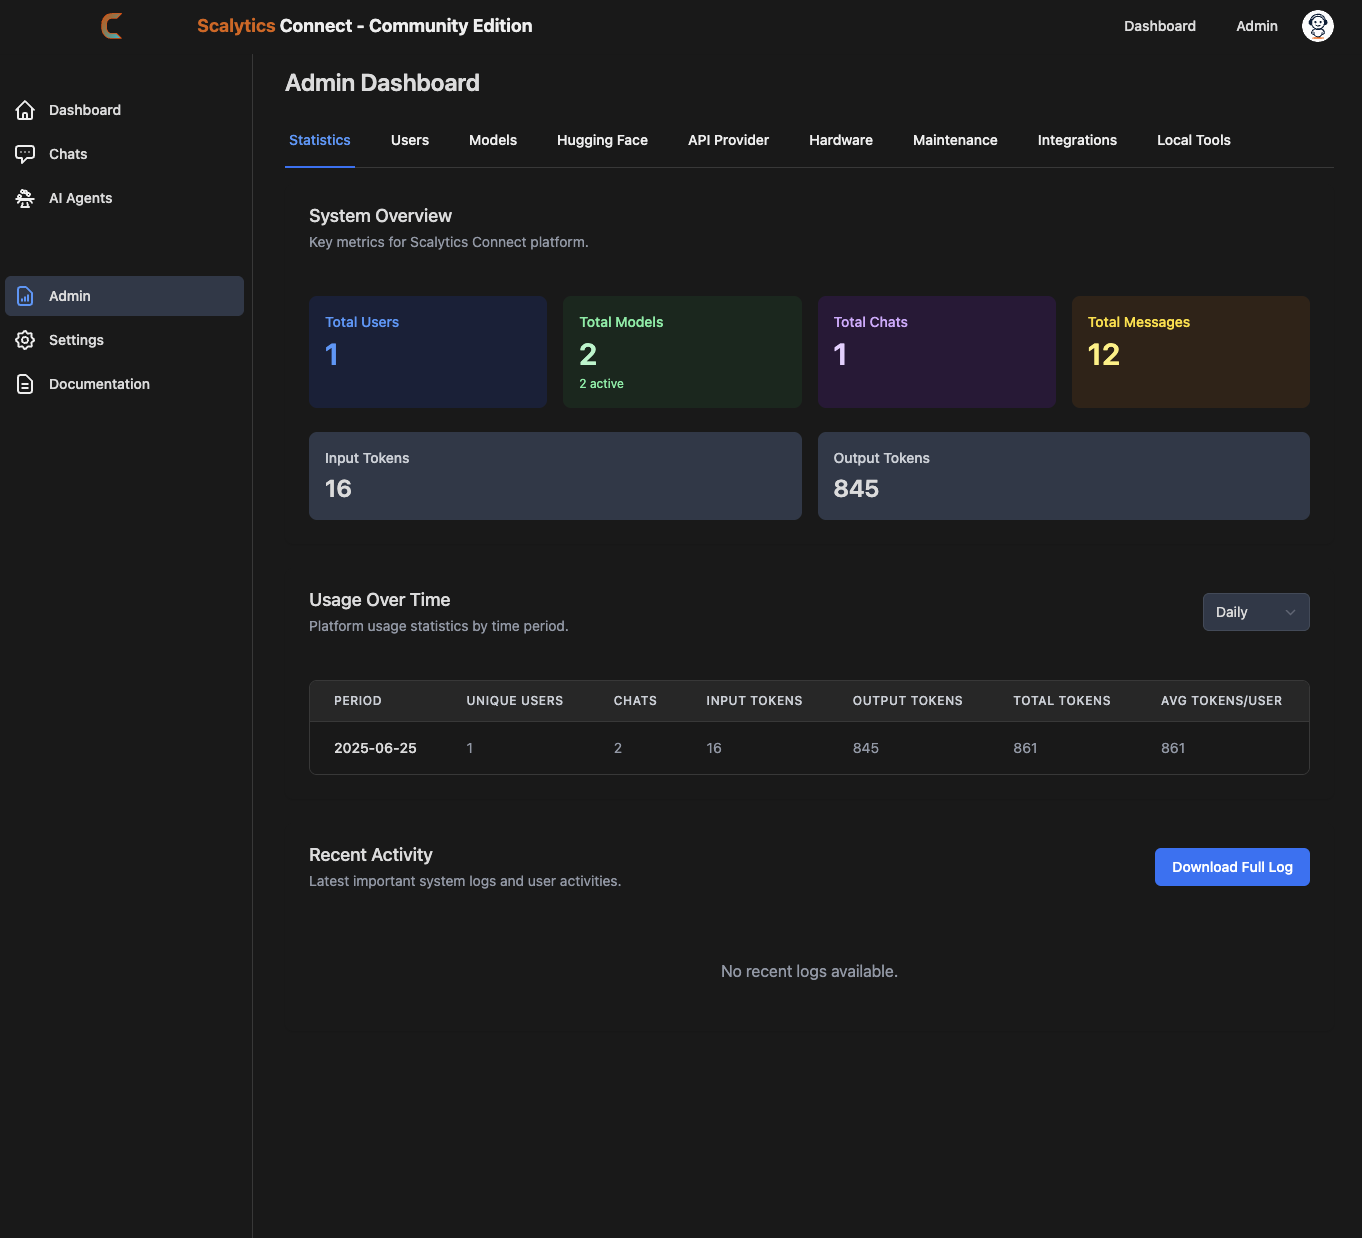 Scalytics Connect - Community Edition
Dashboard
Admin
Dashboard
Chats
AI Agents
Admin
Settings
Documentation
Admin Dashboard
Statistics
Users
Models
Hugging Face
API Provider
Hardware
Maintenance
Integrations
Local Tools
System Overview
Key metrics for Scalytics Connect platform.
Total Users
1
Total Models
2
2 active
Total Chats
1
Total Messages
12
Input Tokens
16
Output Tokens
845
Usage Over Time
Platform usage statistics by time period.
Daily
PERIOD UNIQUE USERS CHATS INPUT TOKENS OUTPUT TOKENS TOTAL TOKENS AVG TOKENS/USER
2025-06-25 1 2 16 845 861 861
Recent Activity
Latest important system logs and user activities.
Download Full Log
No recent logs available.